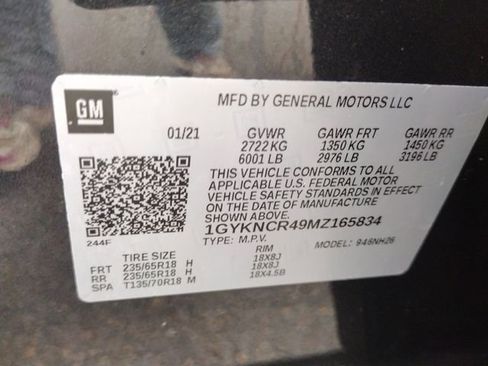 GM
MFD BY GENERAL MOTORS LLC
01/21 GVWR GAWR FRT GAWR RR
2722 KG 1350 KG 1450 KG
6001 LB 2976 LB 3196 LB
THIS VEHICLE CONFORMS TO ALL
APPLICABLE U.S. FEDERAL MOTOR
VEHICLE SAFETY STANDARDS IN EFFECT
ON THE DATE OF MANUFACTURE SHOWN ABOVE
1GYKNCR49MZ165834
244F TYPE: M.P.V. MODEL: 946NH26
TIRE SIZE RIM
FRT 235/65R18 H 18X8J
RR 235/65R18 H 18X8J
SPA T135/70R18 M 18X4.5B